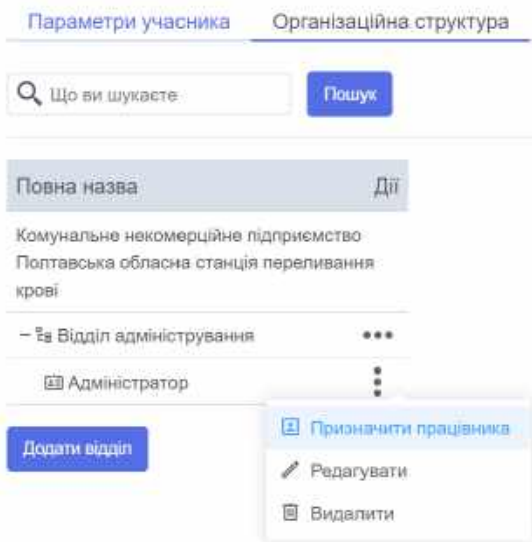 Параметри учасника Організаційна структура
Що ви шукаєте Пошук
Повна назва Дії
Комунальне некомерційне підприємство
Полтавська обласна станція переливання
крові
Відділ адміністрування
Адміністратор
Призначити працівника
Додати відділ
Редагувати
Видалити